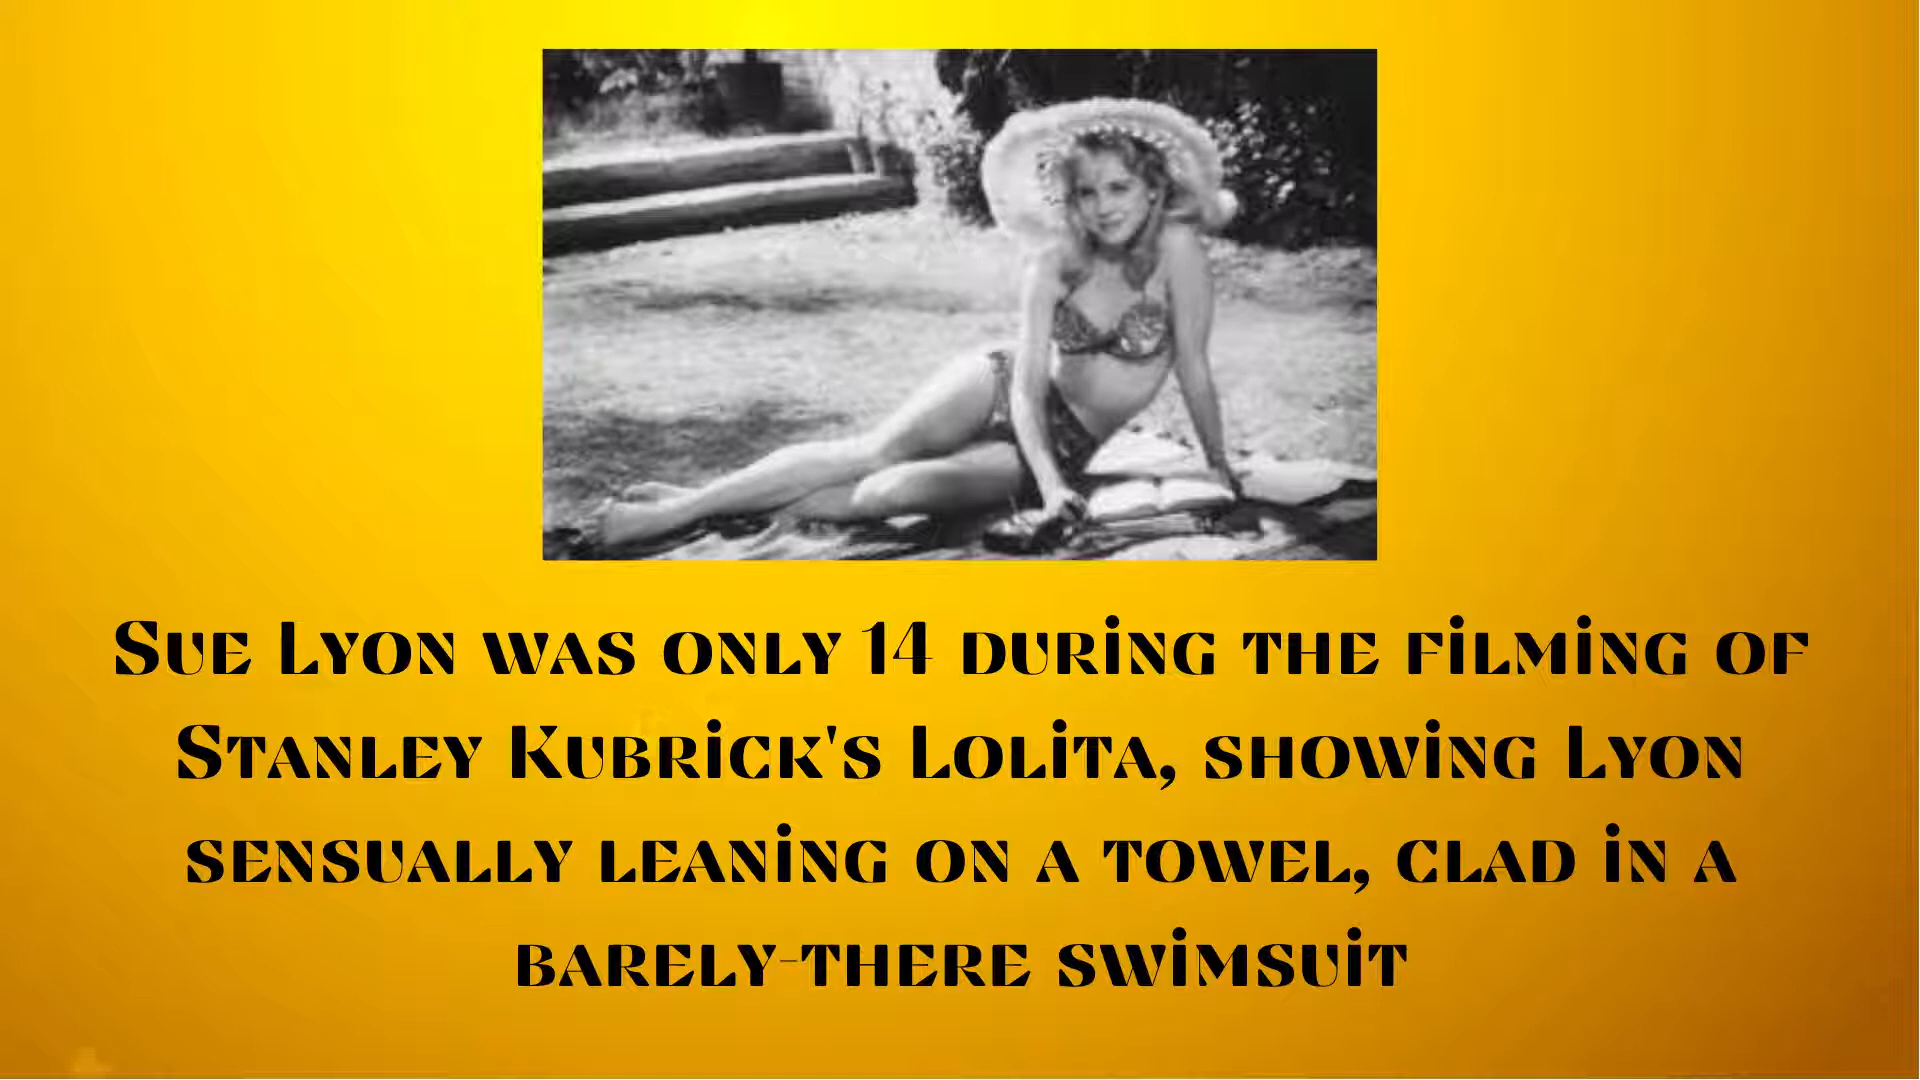 Sue Lyon was only 14 during the filming of
Stanley Kubrick's Lolita, showing Lyon
sensually leaning on a towel, clad in a
barely-there swimsuit